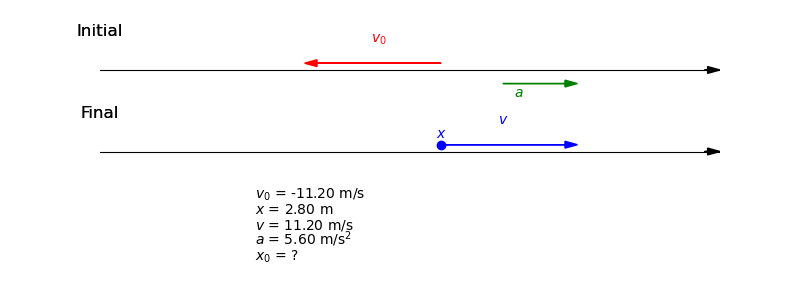 Initial
v₀
a
Final
v
x
v₀ = -11.20 m/s
x = 2.80 m
v = 11.20 m/s
a = 5.60 m/s²
x₀ = ?